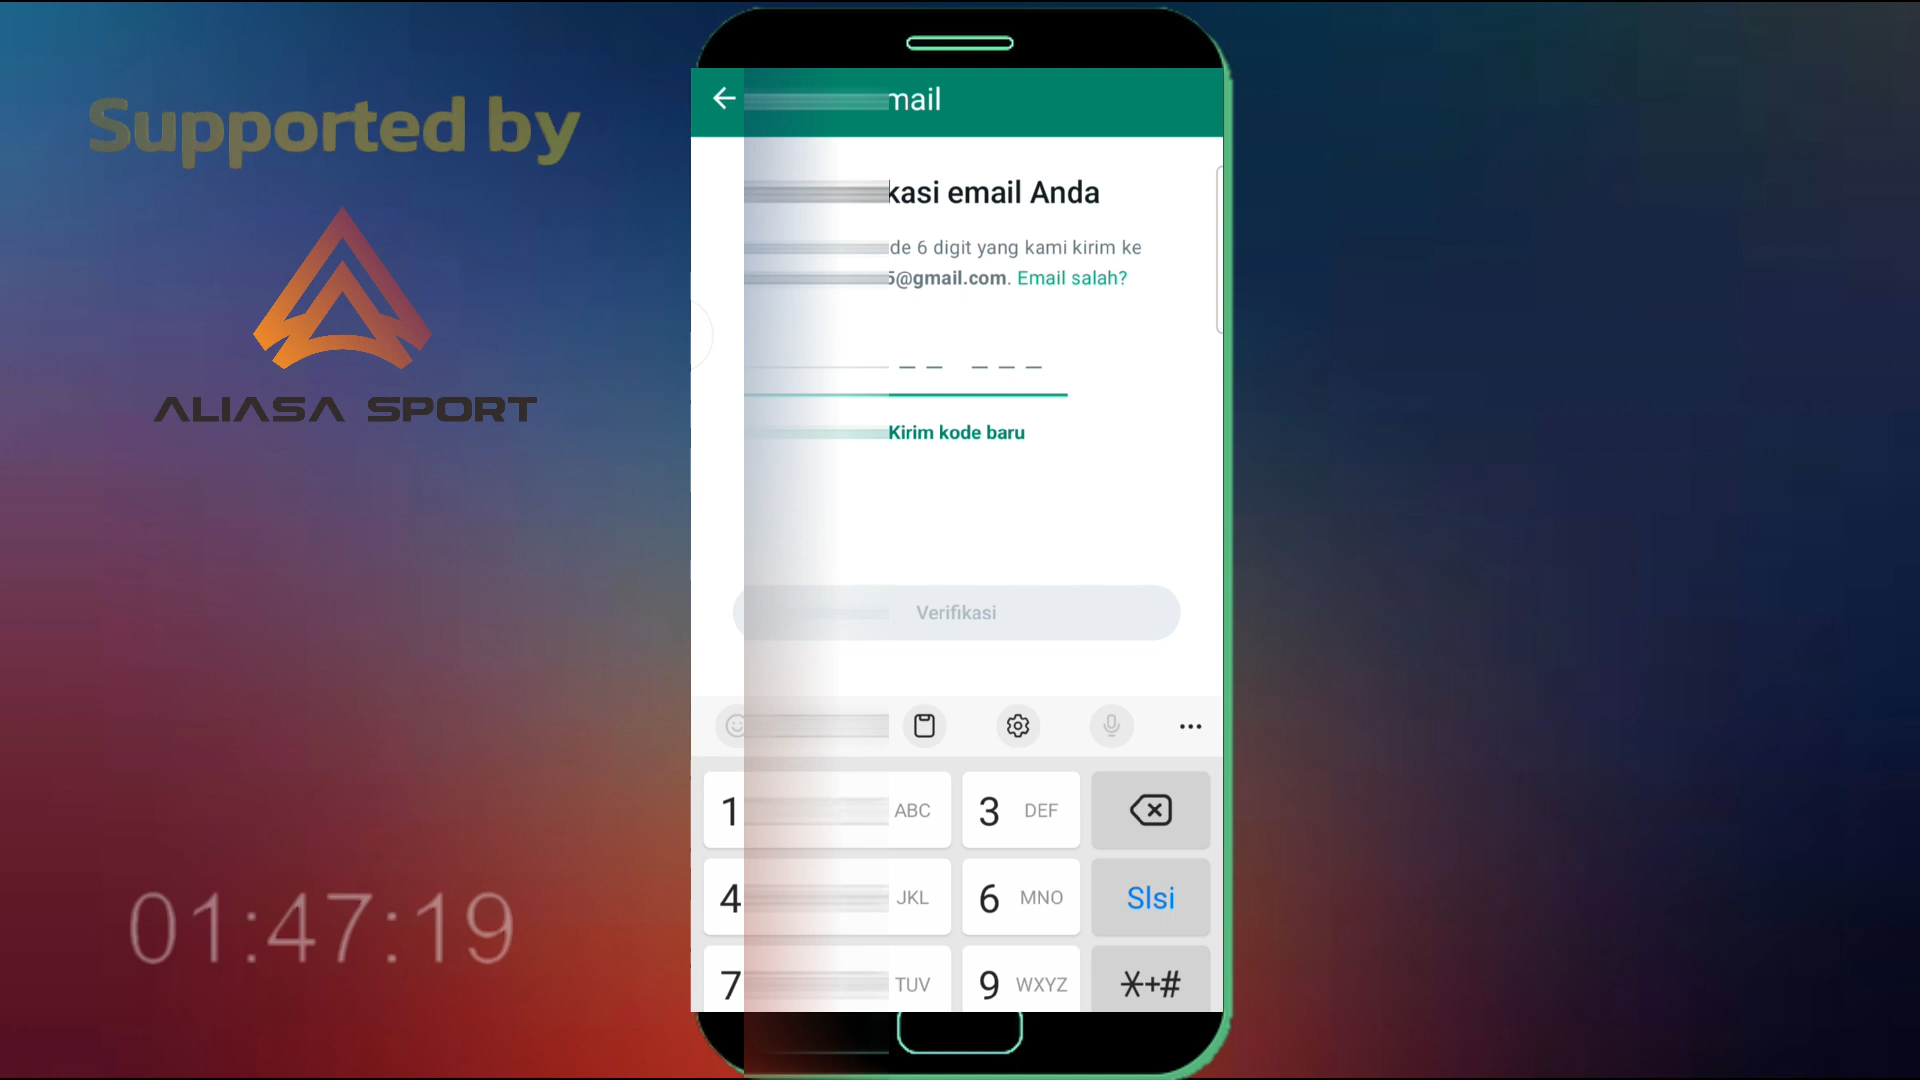 Supported by
ALIASA SPORT
01:47:19
mail
kasi email Anda
de 6 digit yang kami kirim ke
5@gmail.com. Email salah?
Kirim kode baru
Verifikasi
1 ABC 3 DEF
4 JKL 6 MNO Slsi
7 TUV 9 WXYZ *+#